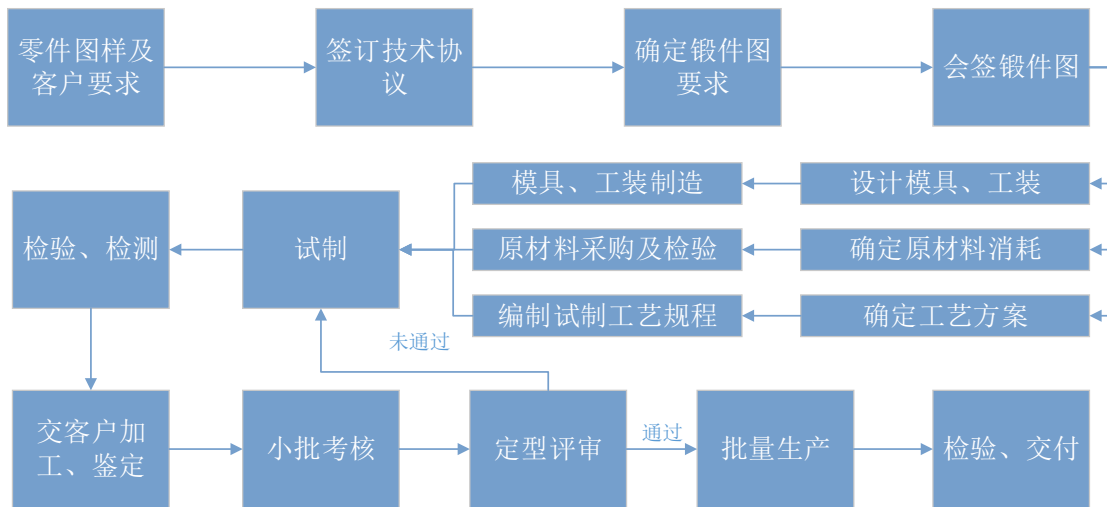 零件图样及
客户要求
签订技术协
议
确定锻件图
要求
会签锻件图
模具、工装制造
设计模具、工装
检验、检测
试制
原材料采购及检验
确定原材料消耗
编制试制工艺规程
确定工艺方案
未通过
交客户加
工、鉴定
小批考核
定型评审
通过
批量生产
检验、交付